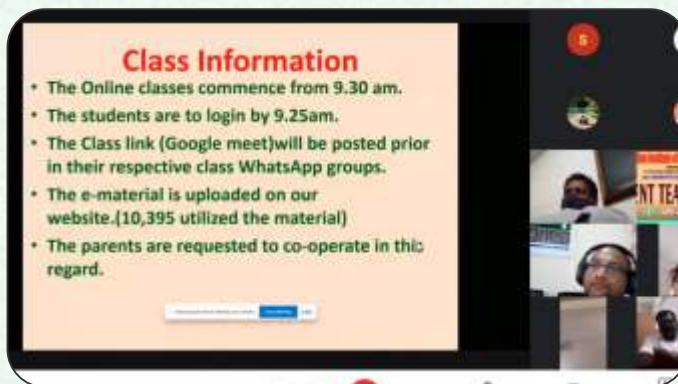 Class Information
• The Online classes commence from 9.30 am.
• The students are to login by 9.25am.
• The Class link (Google meet)will be posted prior
in their respective class WhatsApp groups.
• The e-material is uploaded on our
website.(10,395 utilized the material)
• The parents are requested to co-operate in this
regard.
S
NT TEA